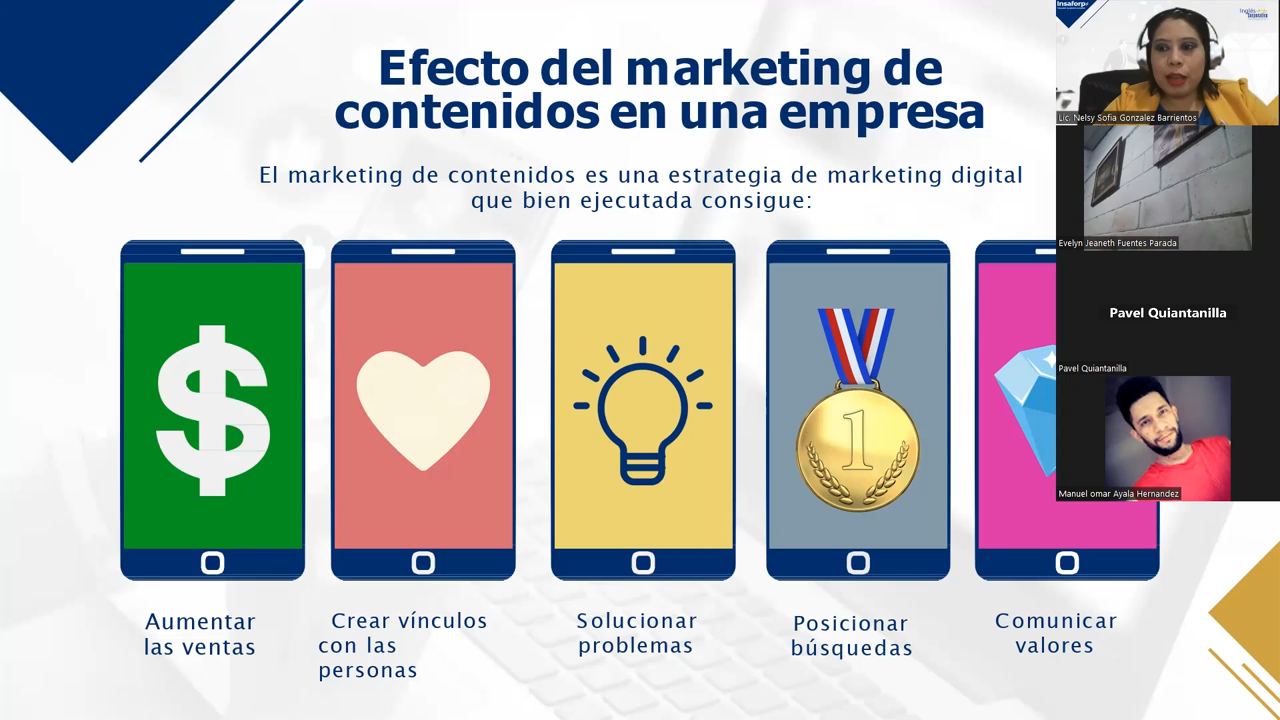 Efecto del marketing de
contenidos en una empresa
El marketing de contenidos es una estrategia de marketing digital
que bien ejecutada consigue:
$
1
Aumentar
las ventas
Crear vínculos
con las
personas
Solucionar
problemas
Posicionar
búsquedas
Comunicar
valores
Insaforp
Inglés
Lic. Nelsy Sofia Gonzalez Barrientos
Evelyn Jeaneth Fuentes Parada
Pavel Quiantanilla
Pavel Quiantanilla
Manuel omar Ayala Hernandez